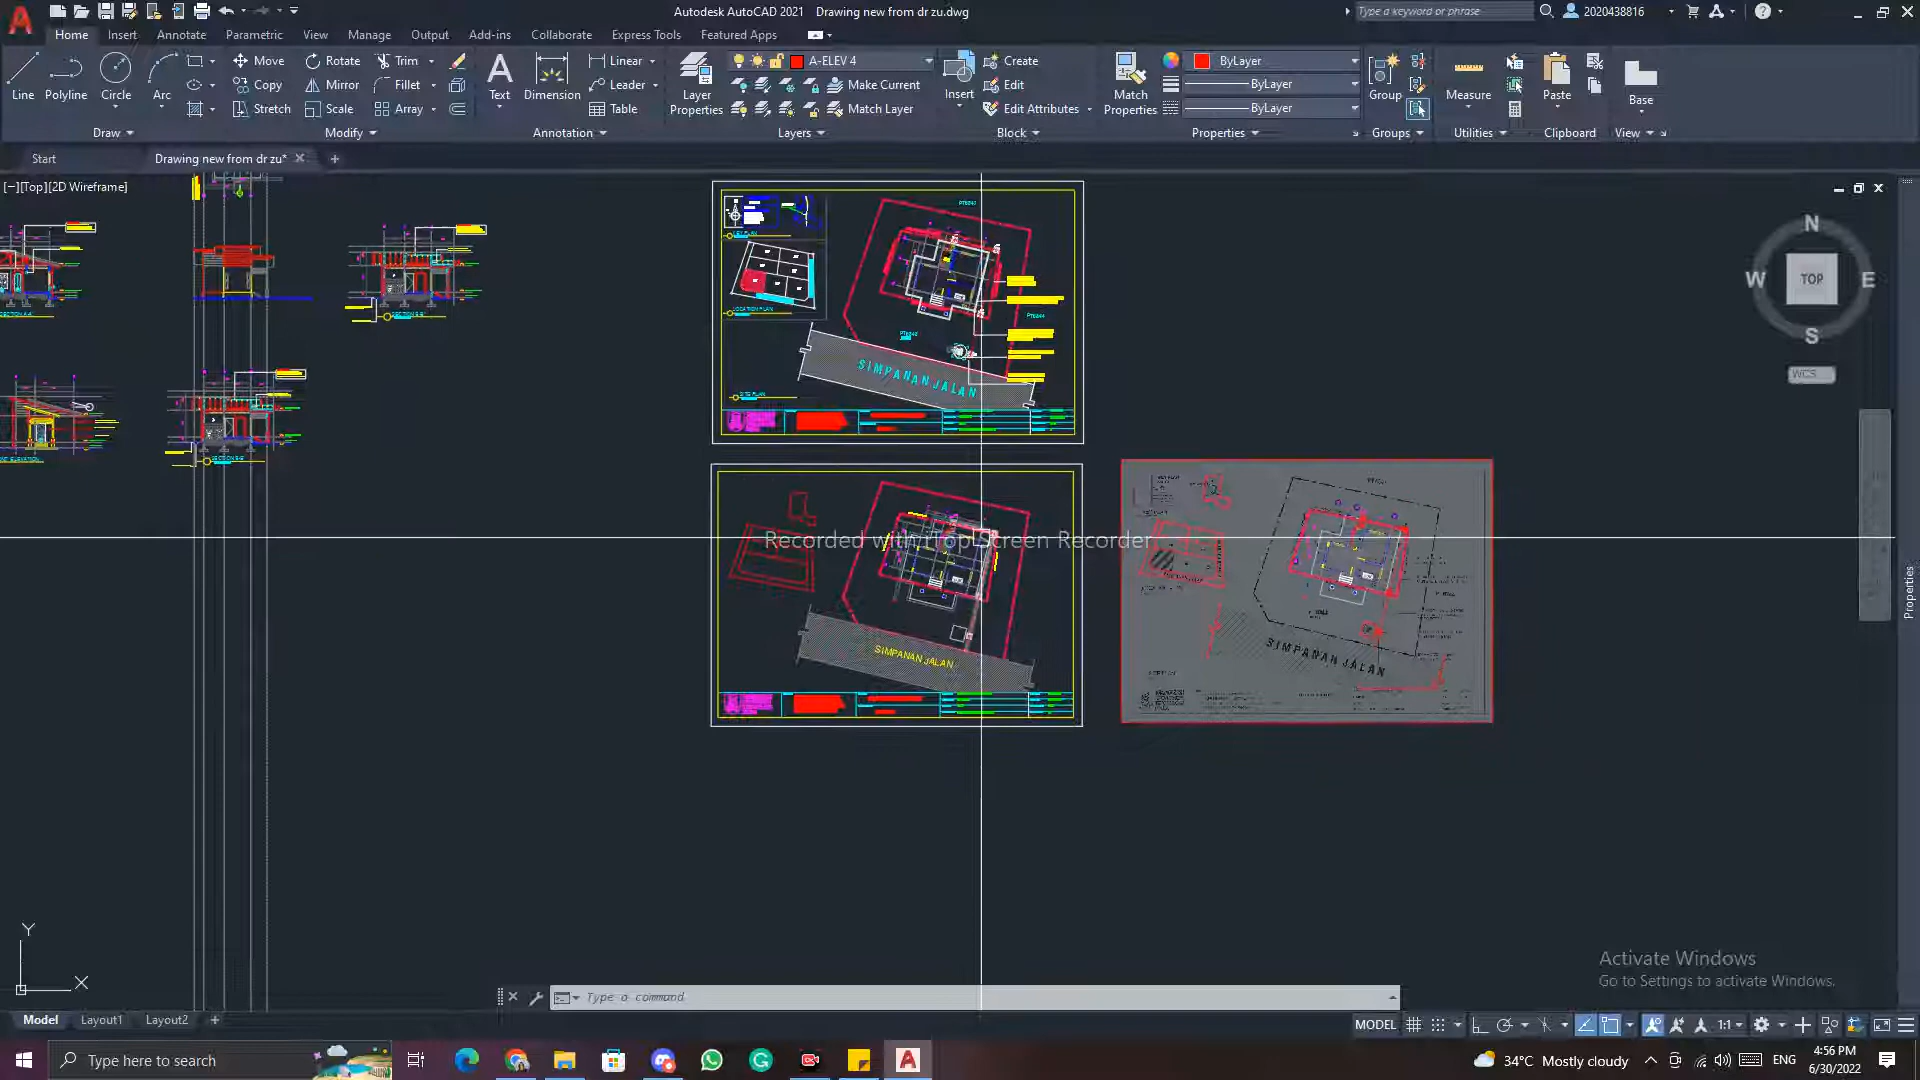 Autodesk AutoCAD 2021 Drawing new from dr zu.dwg
Type a keyword or phrase
2020438816
Home Insert Annotate Parametric View Manage Output Add-ins Collaborate Express Tools Featured Apps
Line Polyline Circle Arc
Move Rotate Trim
Copy Mirror Fillet
Stretch Scale Array
Text Dimension
Linear
Leader
Table
Layer Properties
A-ELEV 4
Make Current
Match Layer
Insert
Create
Edit
Edit Attributes
Match Properties
ByLayer
ByLayer
ByLayer
Group
Measure
Paste
Base
Draw Modify Annotation Layers Block Properties Groups Utilities Clipboard View
Start Drawing new from dr zu*
[–][Top][2D Wireframe]
N
W TOP E
S
WCS
SIMPANAN JALAN
Recorded with iTop Screen Recorder
SIMPANAN JALAN
SIMPANAN JALAN
Properties
Y
X
Activate Windows
Go to Settings to activate Windows.
Type a command
Model Layout1 Layout2
MODEL 1:1
Type here to search
34°C Mostly cloudy
ENG
4:56 PM
6/30/2022